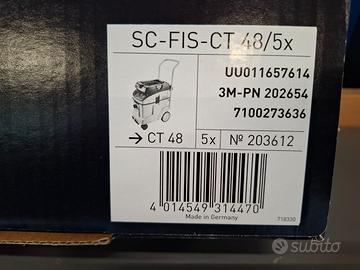 SC-FIS-CT 48/5x
UU011657614
3M-PN 202654
7100273636
→ CT 48
5x
№ 203612
4 014549 314470
Made in Germany
718330
subito